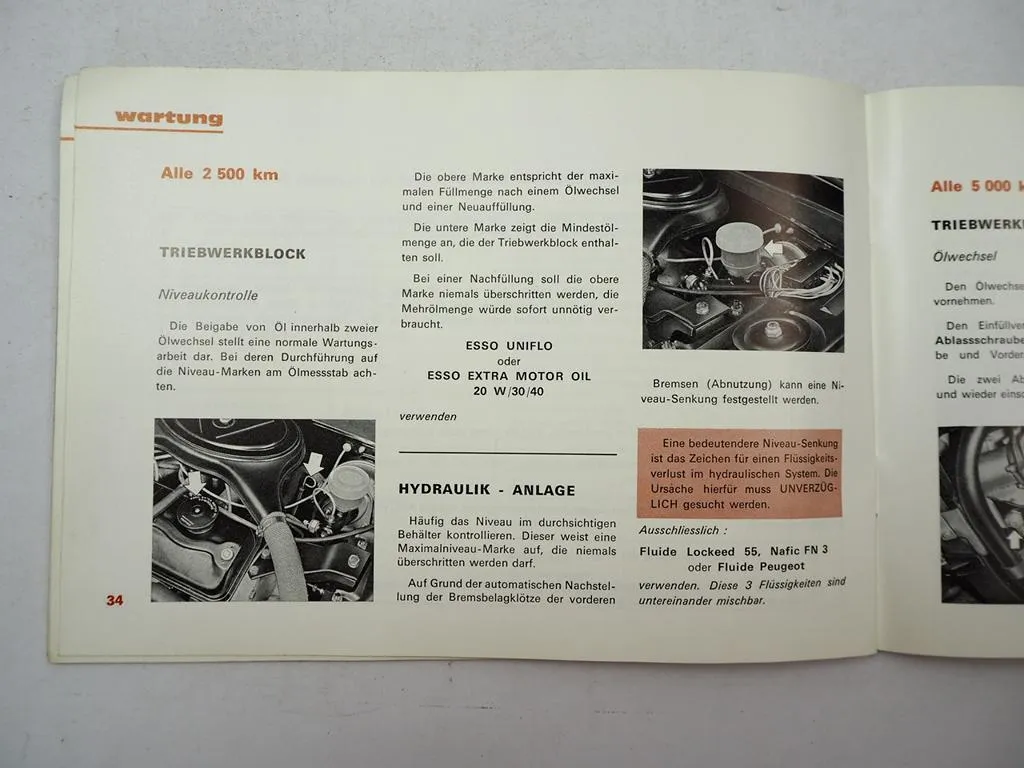 wartung
Alle 2 500 km
TRIEBWERKBLOCK
Niveaukontrolle
Die Beigabe von Öl innerhalb zweier
Ölwechsel stellt eine normale Wartungs-
arbeit dar. Bei deren Durchführung auf
die Niveau-Marken am Ölmessstab ach-
ten.
34
Die obere Marke entspricht der maxi-
malen Füllmenge nach einem Ölwechsel
und einer Neuauffüllung.
Die untere Marke zeigt die Mindestöl-
menge an, die der Triebwerkblock enthal-
ten soll.
Bei einer Nachfüllung soll die obere
Marke niemals überschritten werden, die
Mehrölmenge würde sofort unnötig ver-
braucht.
ESSO UNIFLO
oder
ESSO EXTRA MOTOR OIL
20 W/30/40
verwenden
HYDRAULIK - ANLAGE
Häufig das Niveau im durchsichtigen
Behälter kontrollieren. Dieser weist eine
Maximalniveau-Marke auf, die niemals
überschritten werden darf.
Auf Grund der automatischen Nachstel-
lung der Bremsbelagklötze der vorderen
Bremsen (Abnutzung) kann eine Ni-
veau-Senkung festgestellt werden.
Eine bedeutendere Niveau-Senkung
ist das Zeichen für einen Flüssigkeits-
verlust im hydraulischen System. Die
Ursäche hierfür muss UNVERZÜG-
LICH gesucht werden.
Ausschliesslich :
Fluide Lockeed 55, Nafic FN 3
oder Fluide Peugeot
verwenden. Diese 3 Flüssigkeiten sind
untereinander mischbar.
Alle 5 000
TRIEBWERK
Ölwechsel
Den Ölwechse
vornehmen.
Den Einfüllve
Ablassschraube
be und Vorde
Die zwei Ab
und wieder einsc